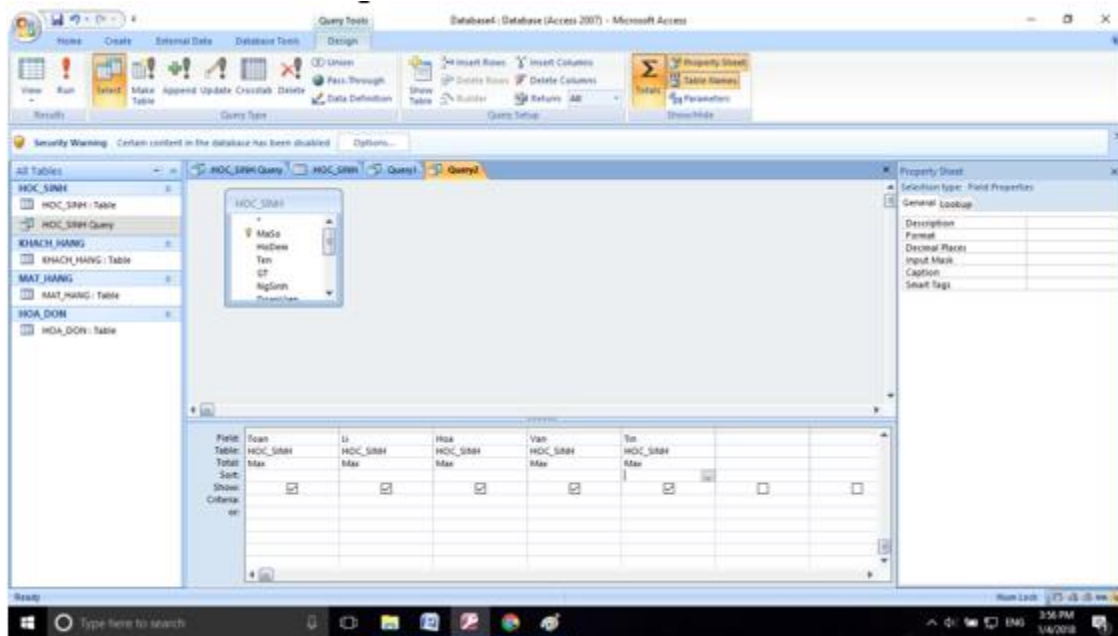 Query Tools
Database4 : Database (Access 2007) - Microsoft Access
Home Create External Data Database Tools Design
View Run Select Make Table Append Update Crosstab Delete
Union
Pass-Through
Data Definition
Show Table
Insert Rows
Delete Rows
Builder
Insert Columns
Delete Columns
Return: All
Totals
Property Sheet
Table Names
Parameters
Results Query Type Query Setup Show/Hide
Security Warning Certain content in the database has been disabled Options...
All Tables
HOC_SINH
HOC_SINH : Table
HOC_SINH Query
KHACH_HANG
KHACH_HANG : Table
MAT_HANG
MAT_HANG : Table
HOA_DON
HOA_DON : Table
HOC_SINH Query HOC_SINH Query1 Query2
HOC_SINH
*
MaSo
HoDem
Ten
GT
NgSinh
Property Sheet
Selection type: Field Properties
General Lookup
Description
Format
Decimal Places
Input Mask
Caption
Smart Tags
Field: Toan Li Hoa Van Tin
Table: HOC_SINH HOC_SINH HOC_SINH HOC_SINH HOC_SINH
Total: Max Max Max Max Max
Sort:
Show:
Criteria:
or:
Ready
Num Lock
Type here to search
ENG
3:56 PM
1/4/2018